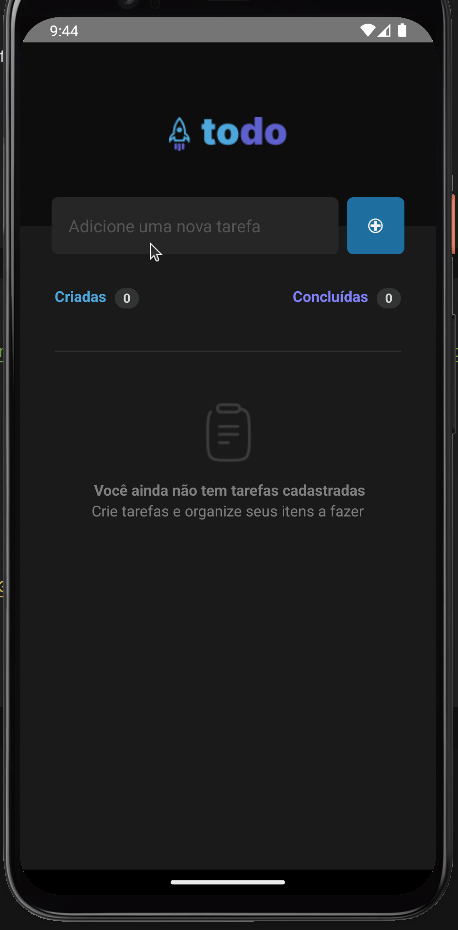 9:44
todo
Adicione uma nova tarefa
Criadas 0
Concluídas 0
Você ainda não tem tarefas cadastradas
Crie tarefas e organize seus itens a fazer